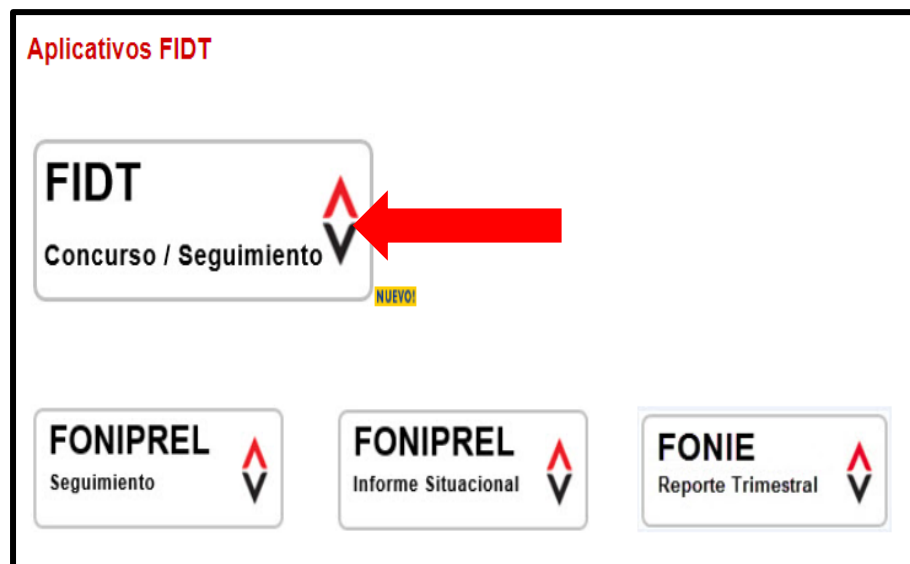 Aplicativos FIDT
FIDT
Concurso / Seguimiento
NUEVO!
FONIPREL
Seguimiento
FONIPREL
Informe Situacional
FONIE
Reporte Trimestral